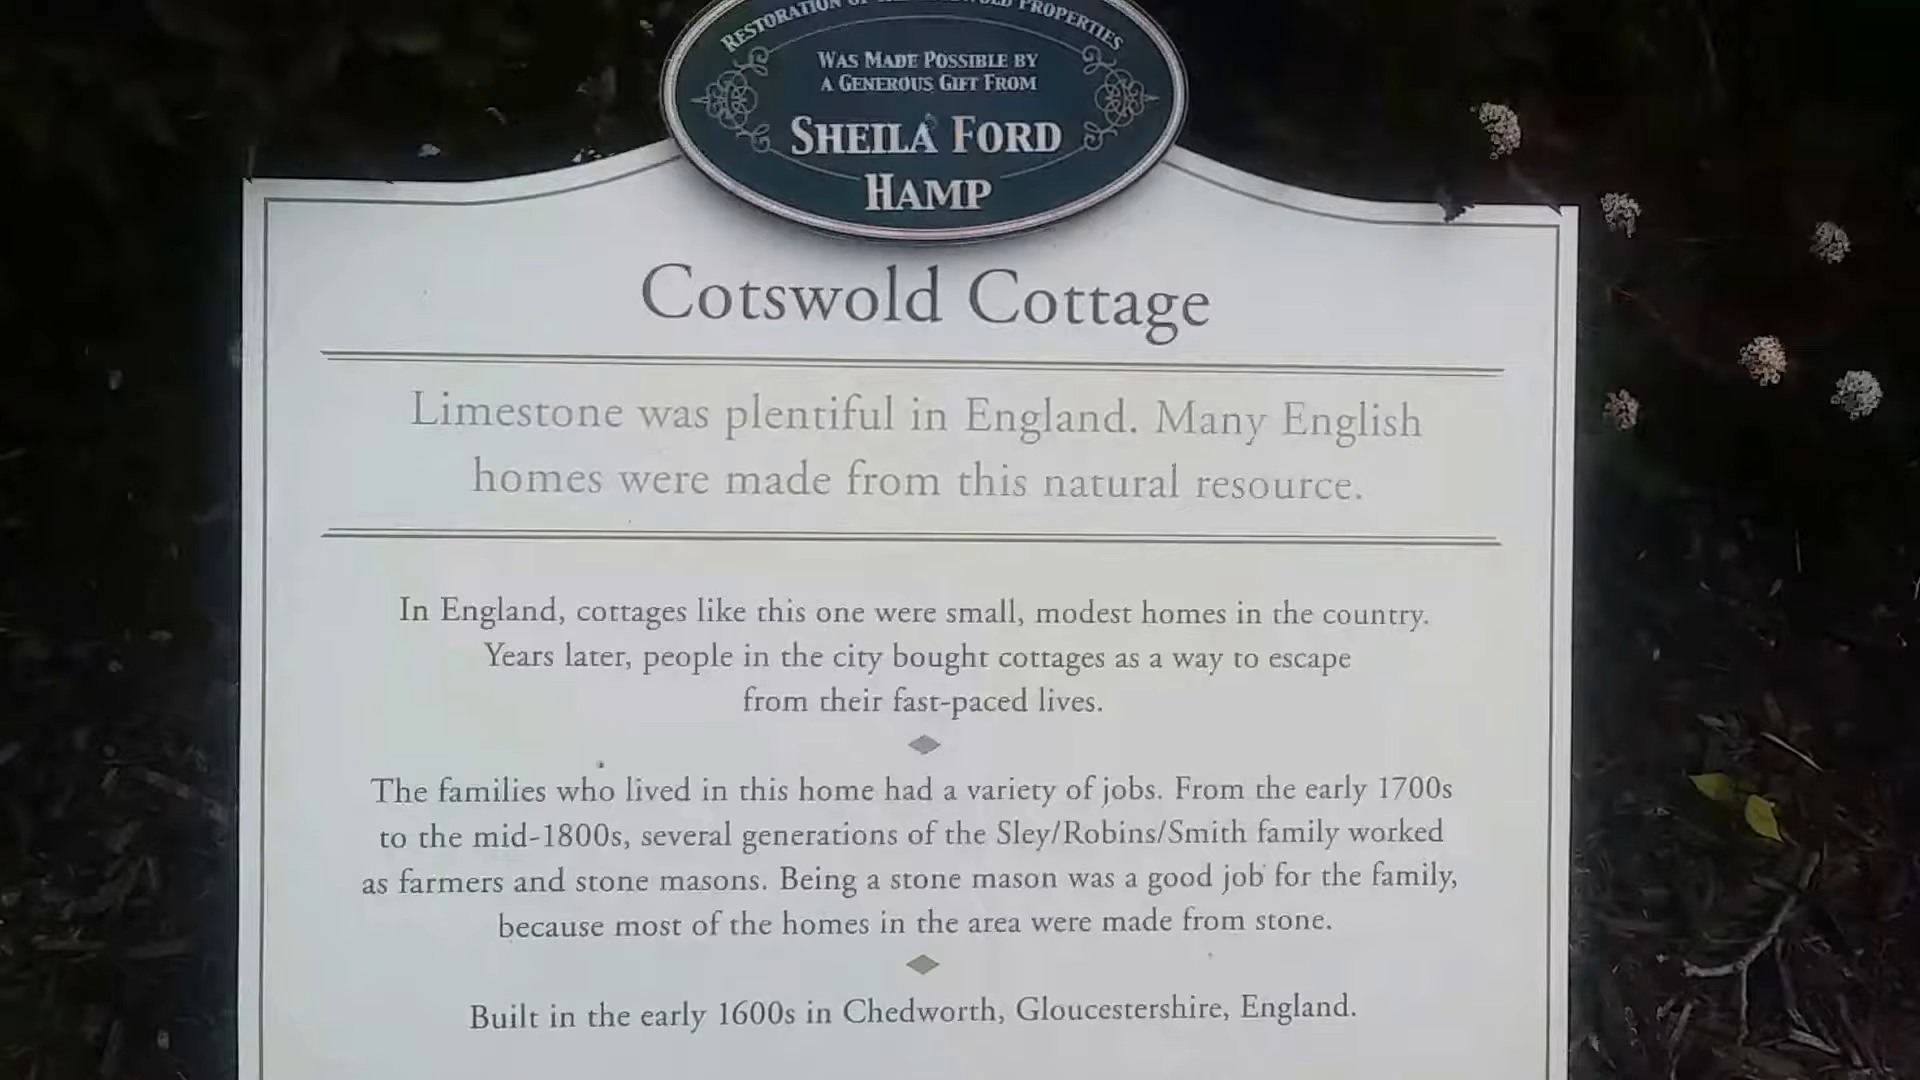 RESTORATION OF PROPERTIES
WAS MADE POSSIBLE BY
A GENEROUS GIFT FROM
SHEILA FORD
HAMP
Cotswold Cottage
Limestone was plentiful in England. Many English
homes were made from this natural resource.
In England, cottages like this one were small, modest homes in the country.
Years later, people in the city bought cottages as a way to escape
from their fast-paced lives.
The families who lived in this home had a variety of jobs. From the early 1700s
to the mid-1800s, several generations of the Sley/Robins/Smith family worked
as farmers and stone masons. Being a stone mason was a good job for the family,
because most of the homes in the area were made from stone.
Built in the early 1600s in Chedworth, Gloucestershire, England.